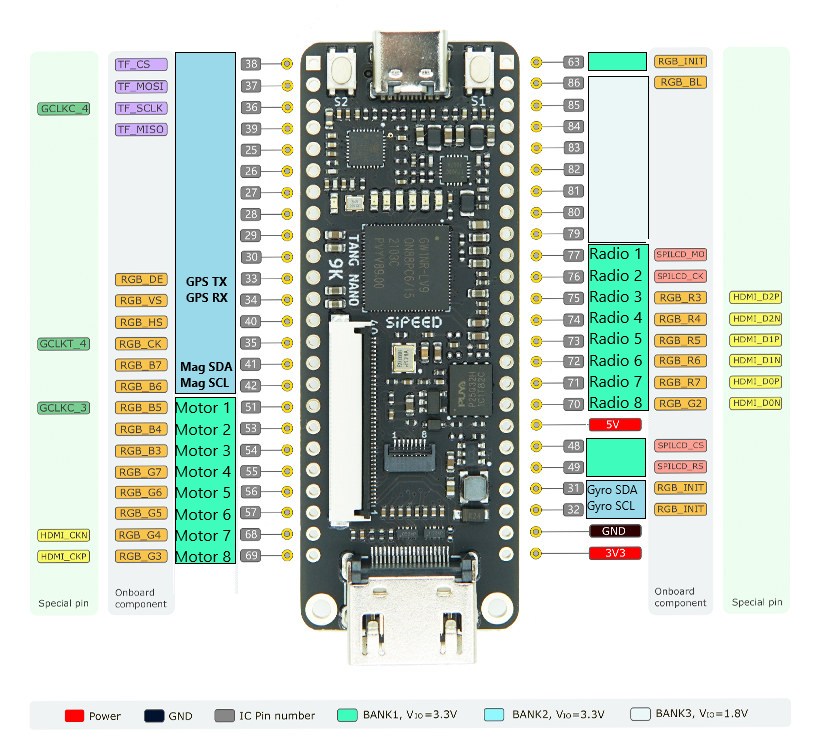 38 63 RGB_INIT
TF_CS
TF_MOSI 37 86 RGB_BL
S2 S1
GCLKC_4 TF_SCLK 36 85
TF_MISO 39 84
25 83
26 82
27 81
28 80
29 79
30 77 Radio 1 SPILCD_MO
RGB_DE GPS TX 33 76 Radio 2 SPILCD_CK
RGB_VS GPS RX 34 75 Radio 3 RGB_R3 HDMI_D2P
RGB_HS 40 74 Radio 4 RGB_R4 HDMI_D2N
GCLKT_4 RGB_CK 35 73 Radio 5 RGB_R5 HDMI_D1P
RGB_B7 Mag SDA 41 72 Radio 6 RGB_R6 HDMI_D1N
RGB_B6 Mag SCL 42 71 Radio 7 RGB_R7 HDMI_D0P
GCLKC_3 RGB_B5 Motor 1 51 70 Radio 8 RGB_G2 HDMI_D0N
RGB_B4 Motor 2 53 5V
RGB_B3 Motor 3 54 48 SPILCD_CS
RGB_G7 Motor 4 55 49 SPILCD_RS
RGB_G6 Motor 5 56 31 Gyro SDA RGB_INIT
RGB_G5 Motor 6 57 32 Gyro SCL RGB_INIT
HDMI_CKN RGB_G4 Motor 7 68 GND
HDMI_CKP RGB_G3 Motor 8 69 3V3
TANG NANO
9K
SiPEED
1 8
Special pin
Onboard
component
Onboard
component
Special pin
Power GND IC Pin number BANK1, VIO=3.3V BANK2, VIO=3.3V BANK3, VIO=1.8V